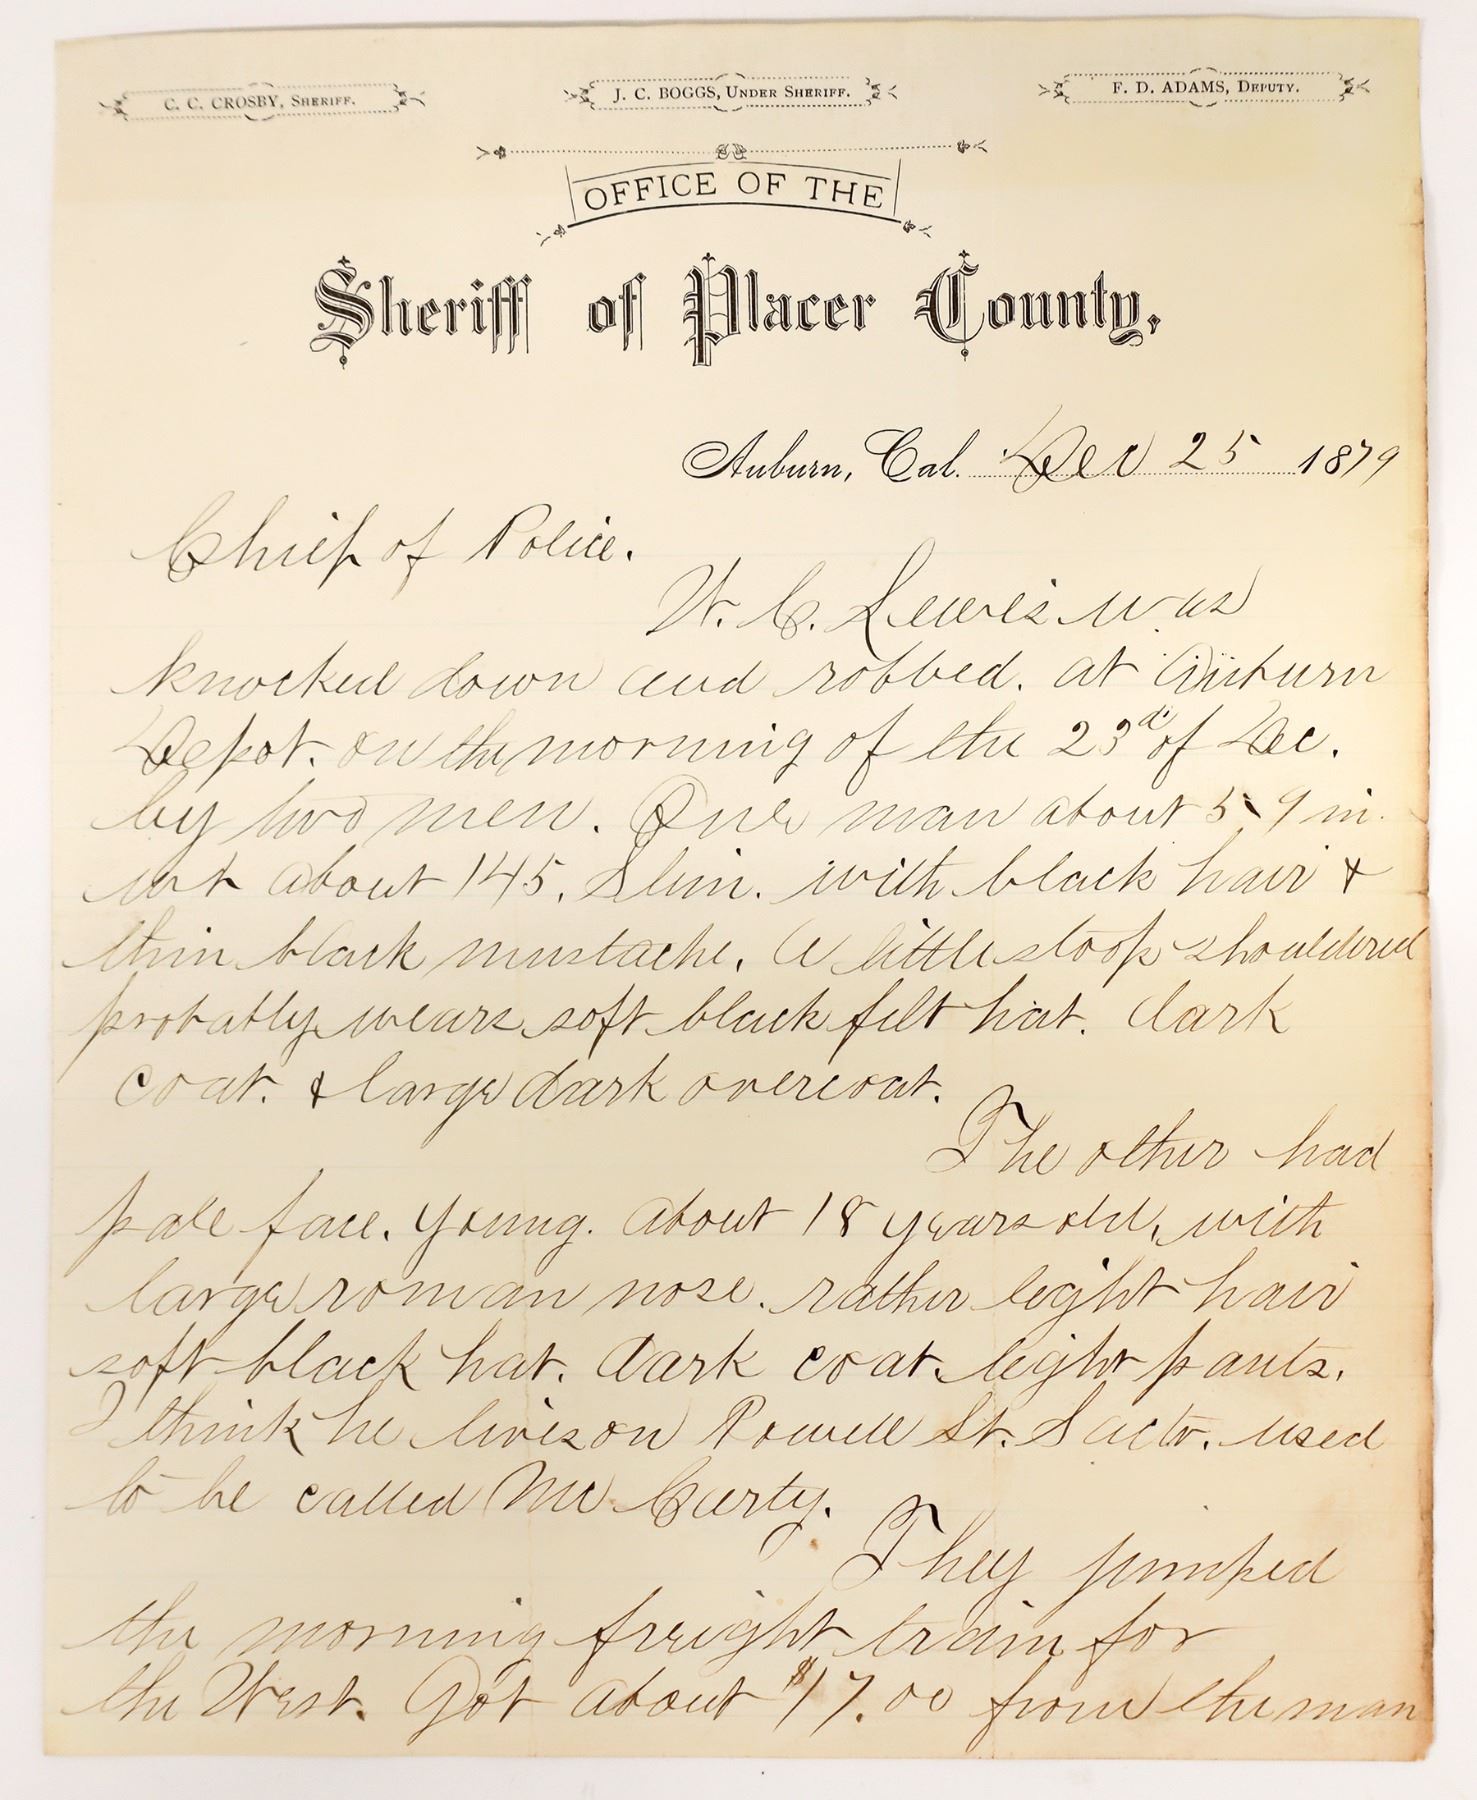 C. C. CROSBY, SHERIFF.
J. C. BOGGS, UNDER SHERIFF.
F. D. ADAMS, DEPUTY.
OFFICE OF THE
Sheriff of Placer County,
Auburn, Cal. Dec 25 1879
Chief of Police.
W. C. Lewis was
knocked down and robbed. at Auburn
Depot. on the morning of the 23d of Dec.
by two men. One man about 5-9 in.
wt about 145. Slim. with black hair &
thin black mustache. A little stoop shouldered
probably wears soft black felt hat. dark
coat. & large dark overcoat.
The other had
pale face. young. about 18 years old. with
large roman nose. rather light hair
soft black hat. dark coat. light pants.
I think he lives on Powell St. Sacto. used
to be called McCarty.
They jumped
the morning freight train for
the West. Got about $17.00 from the man